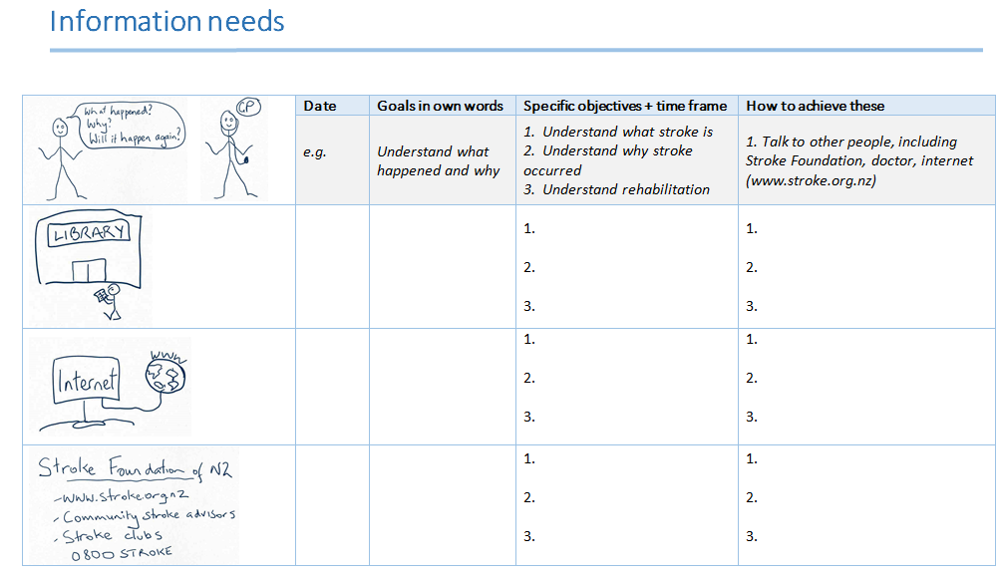 Information needs
What happened?
Why?
Will it happen again?
GP
Date
Goals in own words
Specific objectives + time frame
How to achieve these
e.g.
Understand what
happened and why
1. Understand what stroke is
2. Understand why stroke
occurred
3. Understand rehabilitation
1. Talk to other people, including
Stroke Foundation, doctor, internet
(www.stroke.org.nz)
LIBRARY
1.
2.
3.
1.
2.
3.
Internet
WWW
1.
2.
3.
1.
2.
3.
Stroke Foundation of NZ
- www.stroke.org.nz
- Community stroke advisors
- Stroke clubs
0800 STROKE
1.
2.
3.
1.
2.
3.